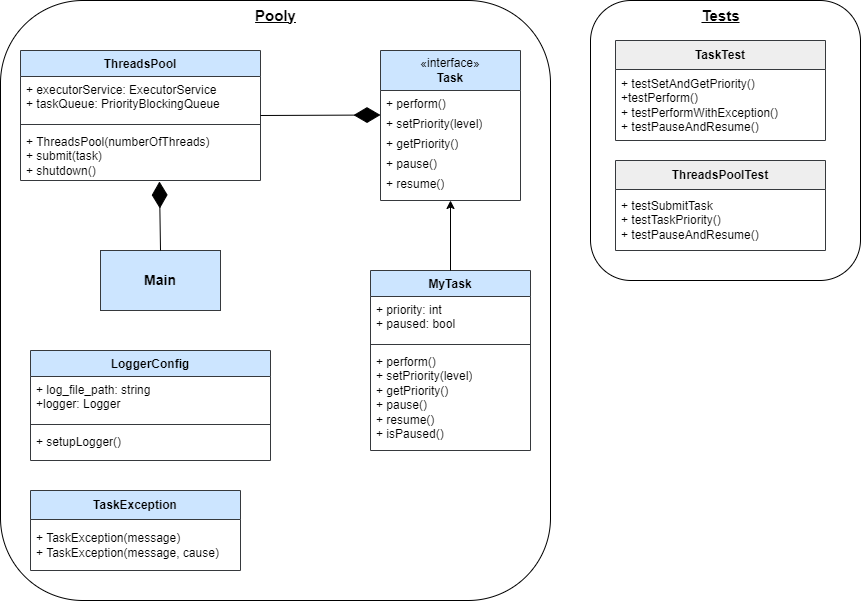 Pooly
ThreadsPool
+ executorService: ExecutorService
+ taskQueue: PriorityBlockingQueue
+ ThreadsPool(numberOfThreads)
+ submit(task)
+ shutdown()
«interface»
Task
+ perform()
+ setPriority(level)
+ getPriority()
+ pause()
+ resume()
Main
MyTask
+ priority: int
+ paused: bool
+ perform()
+ setPriority(level)
+ getPriority()
+ pause()
+ resume()
+ isPaused()
LoggerConfig
+ log_file_path: string
+logger: Logger
+ setupLogger()
TaskException
+ TaskException(message)
+ TaskException(message, cause)
Tests
TaskTest
+ testSetAndGetPriority()
+testPerform()
+ testPerformWithException()
+ testPauseAndResume()
ThreadsPoolTest
+ testSubmitTask
+ testTaskPriority()
+ testPauseAndResume()